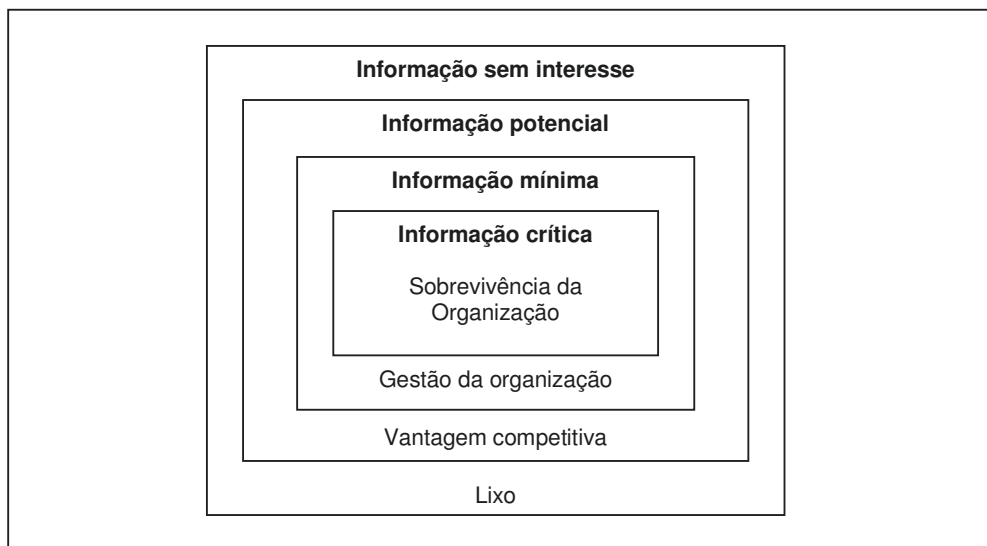 Informação sem interesse
Informação potencial
Informação mínima
Informação crítica
Sobrevivência da
Organização
Gestão da organização
Vantagem competitiva
Lixo